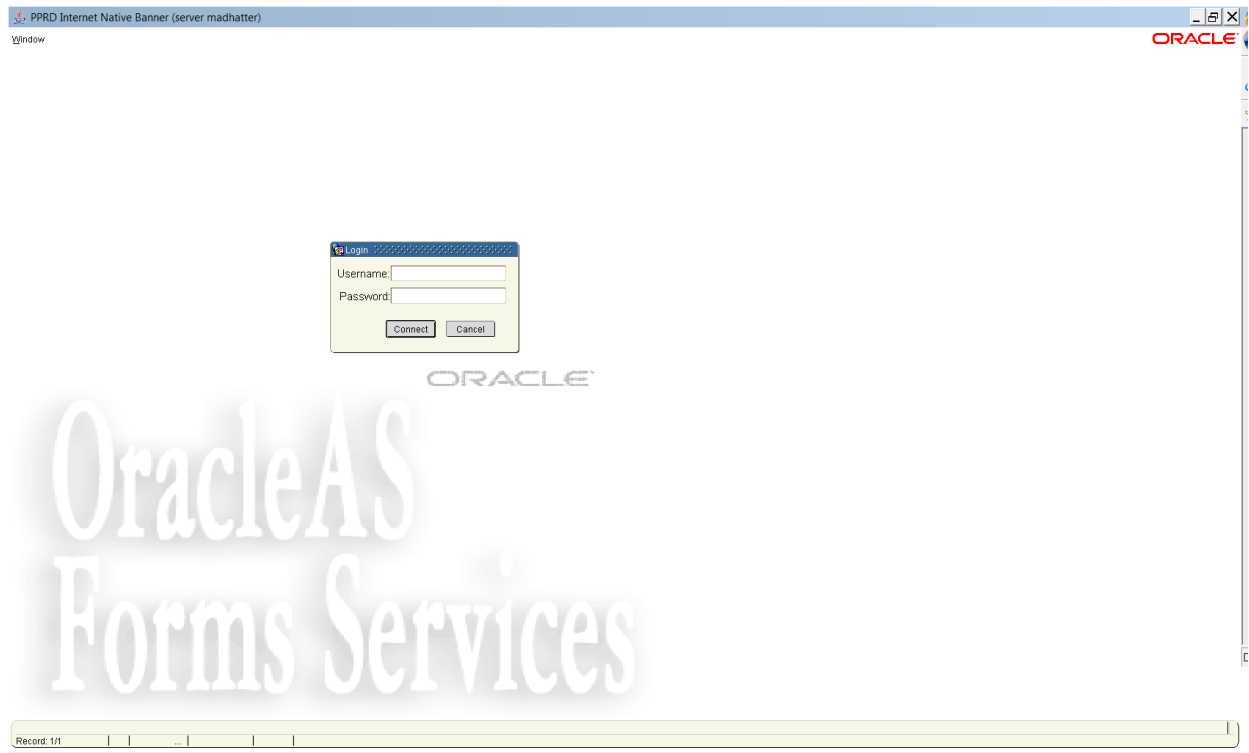 PPRD Internet Native Banner (server madhatter)
Window
ORACLE
Login
Username:
Password:
Connect Cancel
ORACLE
OracleAS
Forms Services
Record: 1/1 ...